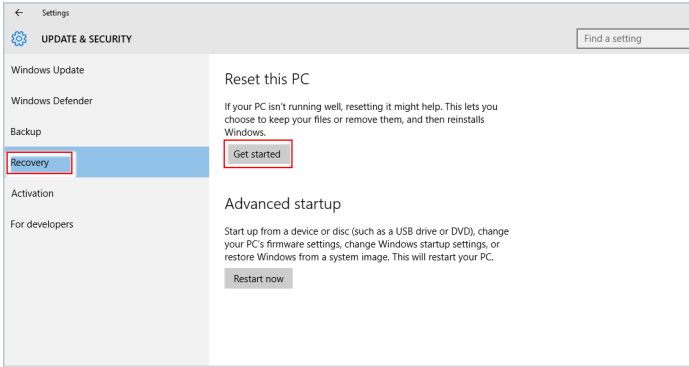 ← Settings
UPDATE & SECURITY
Find a setting
Windows Update
Windows Defender
Backup
Recovery
Activation
For developers
Reset this PC
If your PC isn't running well, resetting it might help. This lets you
choose to keep your files or remove them, and then reinstalls
Windows.
Get started
Advanced startup
Start up from a device or disc (such as a USB drive or DVD), change
your PC's firmware settings, change Windows startup settings, or
restore Windows from a system image. This will restart your PC.
Restart now